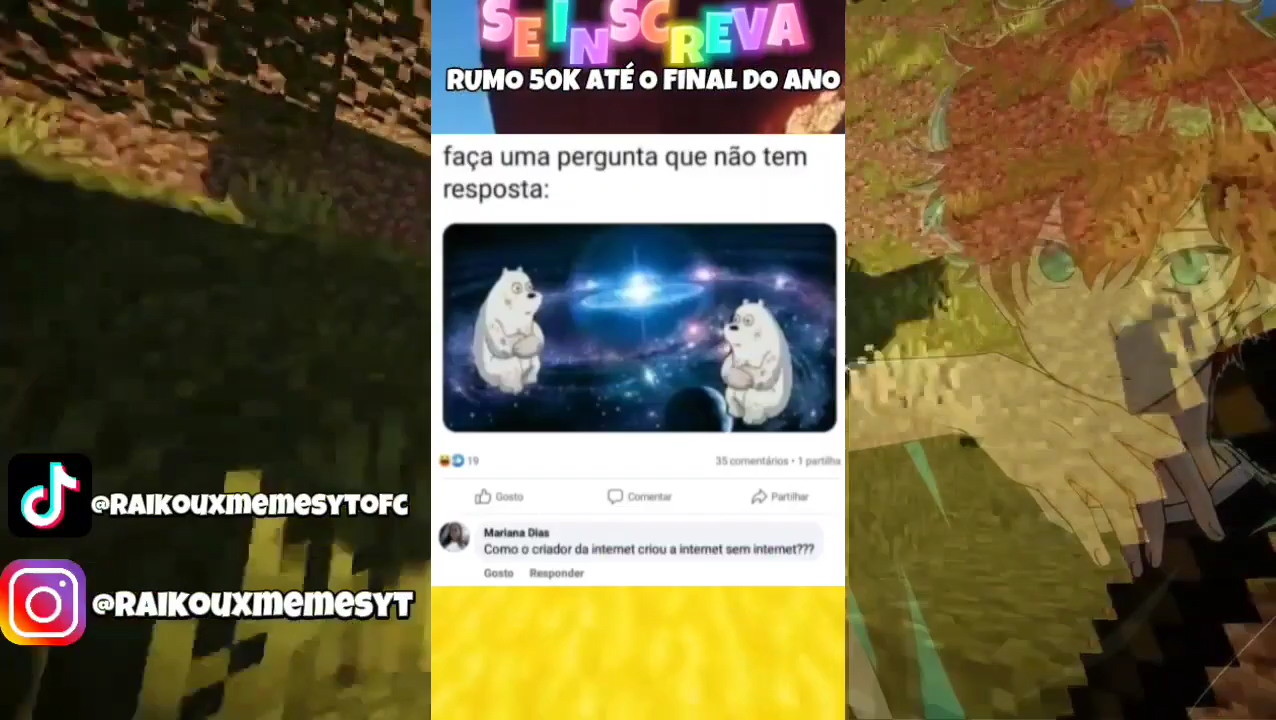 SE INSCREVA
RUMO 50K ATÉ O FINAL DO ANO
faça uma pergunta que não tem
resposta:
19
35 comentários • 1 partilha
Gosto
Comentar
Partilhar
Mariana Dias
Como o criador da internet criou a internet sem internet???
Gosto Responder
@RAIKOUXMEMESYTOFC
@RAIKOUXMEMESYT